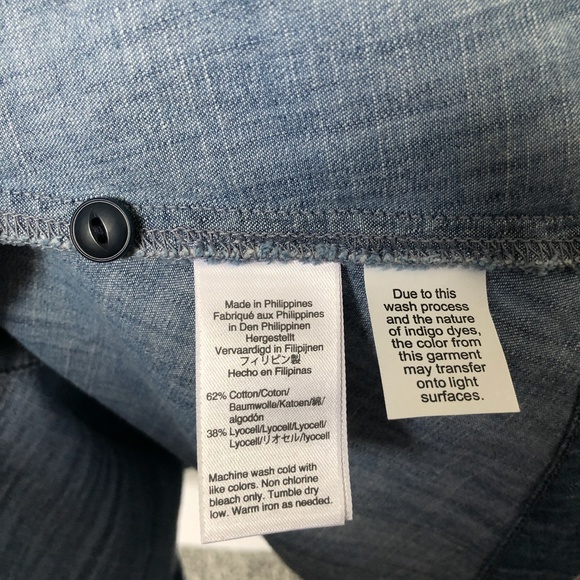 Made in Philippines
Fabriqué aux Philippines
in Den Philippinen
Hergestellt
Vervaardigd in Filipijnen
フィリピン製
Hecho en Filipinas
62% Cotton/Coton/
Baumwolle/Katoen/綿/
algodón
38% Lyocell/Lyocell/Lyocell/
Lyocell/リオセル/lyocell
Machine wash cold with
like colors. Non chlorine
bleach only. Tumble dry
low. Warm iron as needed.
Due to this
wash process
and the nature
of indigo dyes,
the color from
this garment
may transfer
onto light
surfaces.